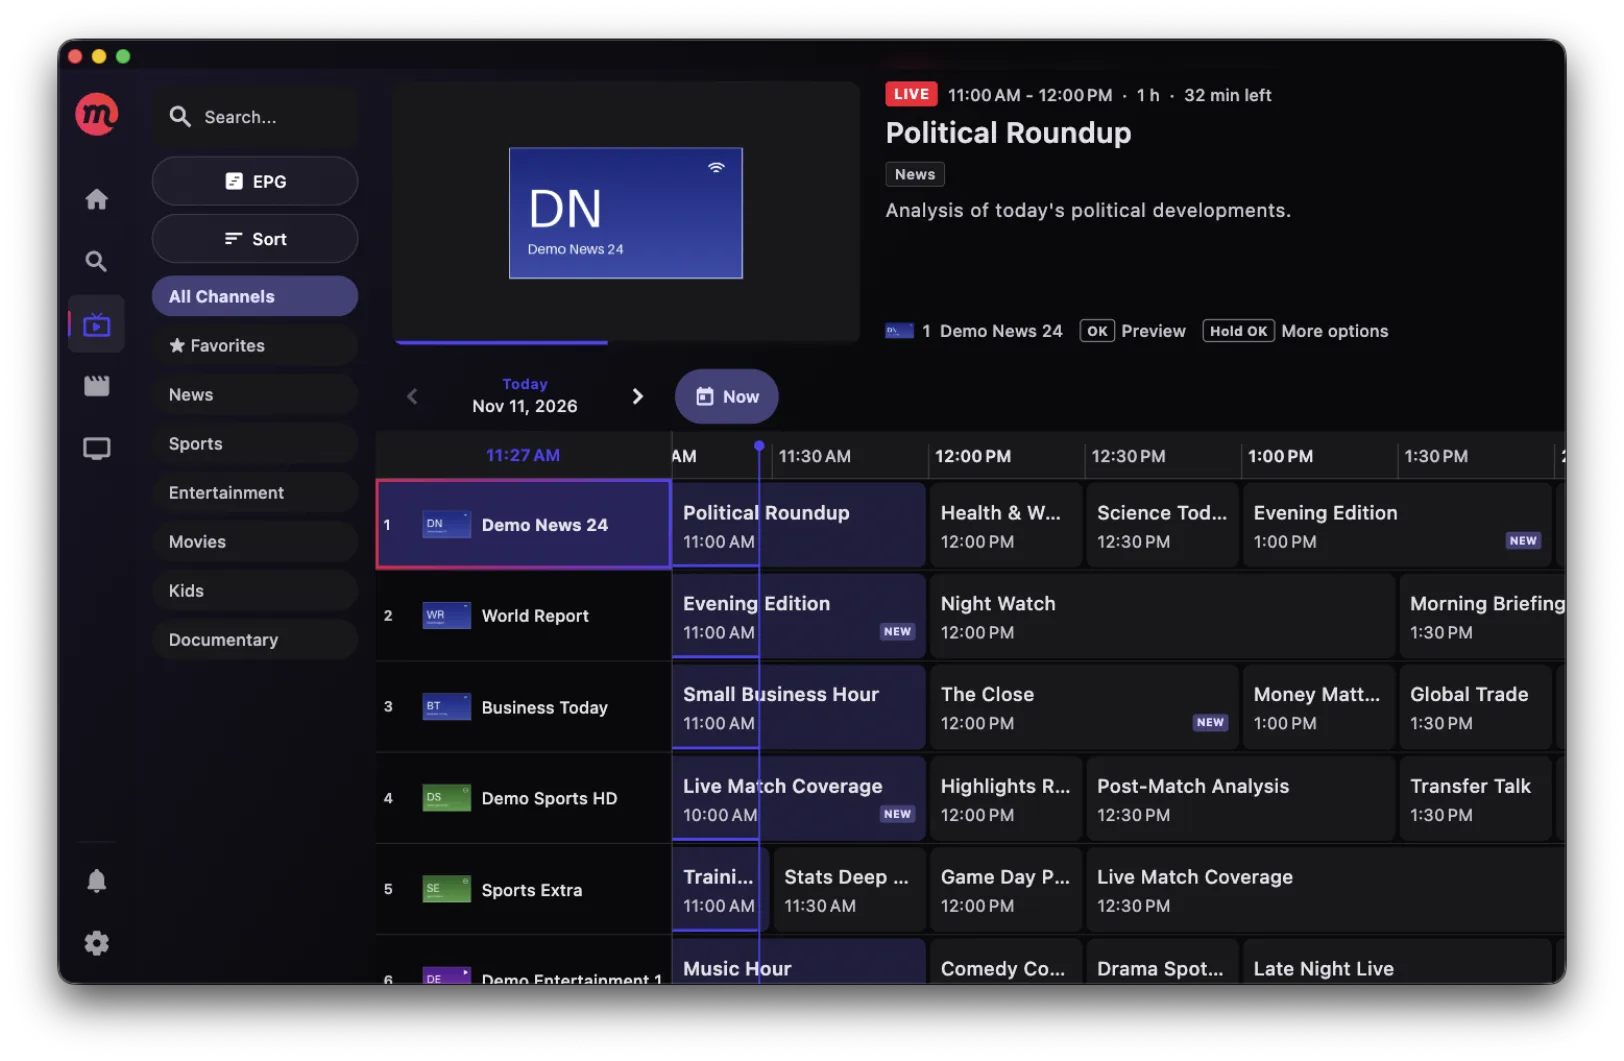 m
Search...
EPG
Sort
All Channels
Favorites
News
Sports
Entertainment
Movies
Kids
Documentary
DN
Demo News 24
LIVE 11:00 AM - 12:00 PM · 1 h · 32 min left
Political Roundup
News
Analysis of today's political developments.
1 Demo News 24 OK Preview Hold OK More options
Today
Nov 11, 2026
Now
11:27 AM
AM 11:30 AM 12:00 PM 12:30 PM 1:00 PM 1:30 PM
1 DN Demo News 24
Political Roundup
11:00 AM
Health & W...
12:00 PM
Science Tod...
12:30 PM
Evening Edition
1:00 PM
NEW
2 WR World Report
Evening Edition
11:00 AM
NEW
Night Watch
12:00 PM
Morning Briefing
1:30 PM
3 BT Business Today
Small Business Hour
11:00 AM
The Close
12:00 PM
NEW
Money Matt...
1:00 PM
Global Trade
1:30 PM
4 DS Demo Sports HD
Live Match Coverage
10:00 AM
NEW
Highlights R...
12:00 PM
Post-Match Analysis
12:30 PM
Transfer Talk
1:30 PM
5 SE Sports Extra
Traini...
11:00 AM
Stats Deep ...
11:30 AM
Game Day P...
12:00 PM
Live Match Coverage
12:30 PM
6 DE Demo Entertainment 1
Music Hour
Comedy Co...
Drama Spot...
Late Night Live